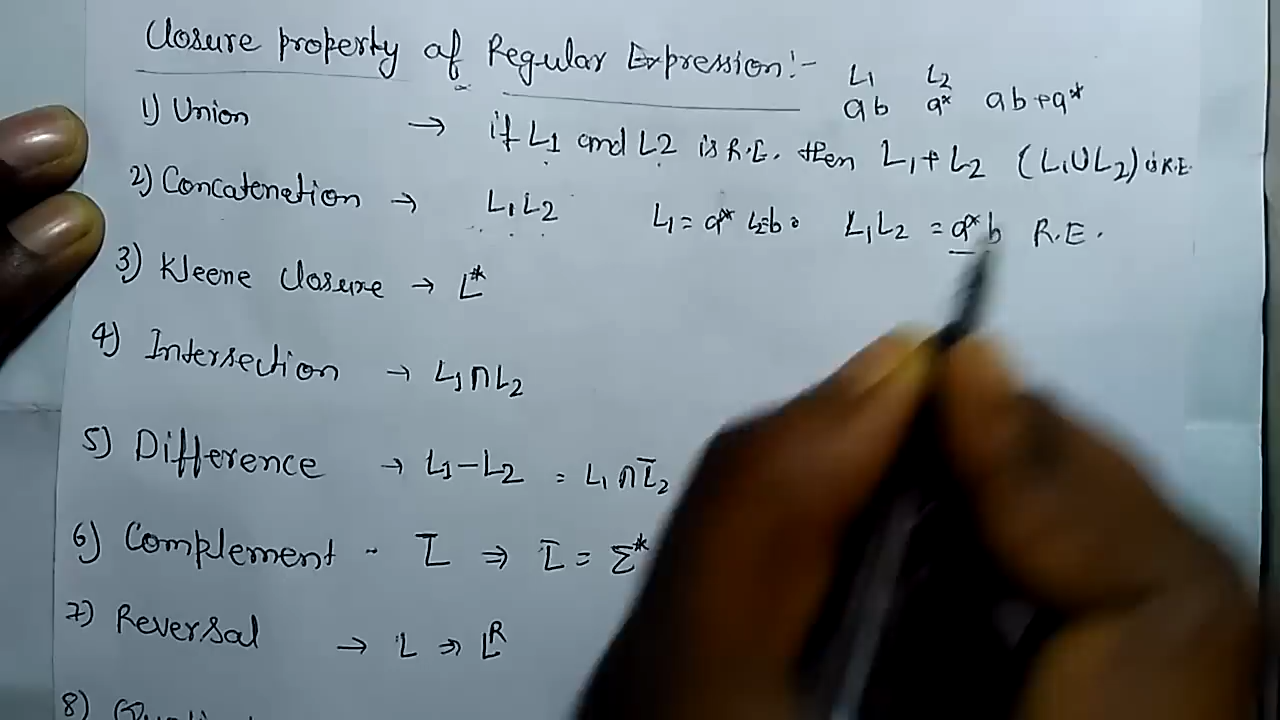 Closure property of Regular Expression:-
L1 L2
ab a* ab+a*
1) Union → if L1 and L2 is R.E. then L1+L2 (L1UL2) is R.E.
2) Concatenation → L1L2 L1= a* L2=b L1L2 = a*b R.E.
3) Kleene Closure → L*
4) Intersection → L1∩L2
5) Difference → L1-L2 = L1∩L̅2
6) Complement - L̅ ⇒ L̅ = Σ*
7) Reversal → L ⇒ L^R
8)